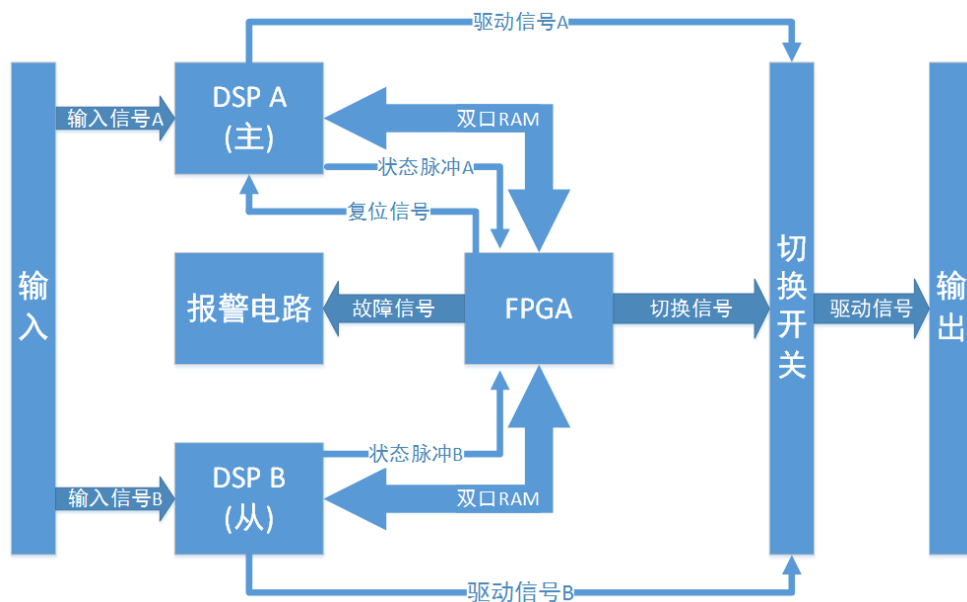 驱动信号A
DSP A
(主)
输入信号A
双口RAM
状态脉冲A
复位信号
输入
报警电路
故障信号
FPGA
切换信号
切换开关
驱动信号
输出
状态脉冲B
DSP B
(从)
输入信号B
双口RAM
驱动信号B